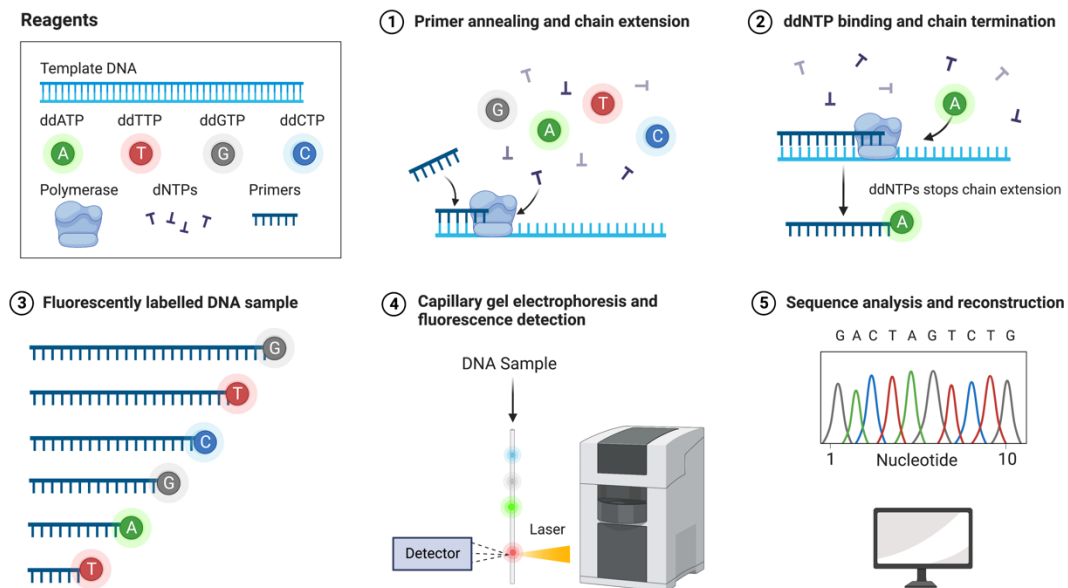 Reagents
Template DNA
ddATP ddTTP ddGTP ddCTP
A T G C
Polymerase dNTPs Primers
1 Primer annealing and chain extension
G
T
A
C
2 ddNTP binding and chain termination
A
ddNTPs stops chain extension
A
3 Fluorescently labelled DNA sample
G
T
C
G
A
T
4 Capillary gel electrophoresis and
fluorescence detection
DNA Sample
Laser
Detector
5 Sequence analysis and reconstruction
G A C T A G T C T G
1 Nucleotide 10